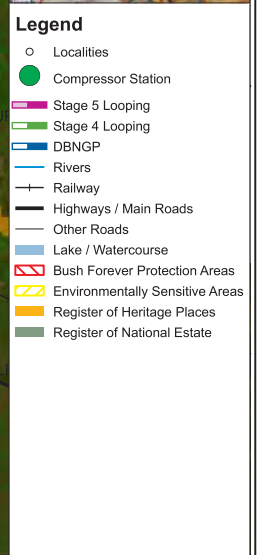 Legend
Localities
Compressor Station
Stage 5 Looping
Stage 4 Looping
DBNGP
Rivers
Railway
Highways / Main Roads
Other Roads
Lake / Watercourse
Bush Forever Protection Areas
Environmentally Sensitive Areas
Register of Heritage Places
Register of National Estate